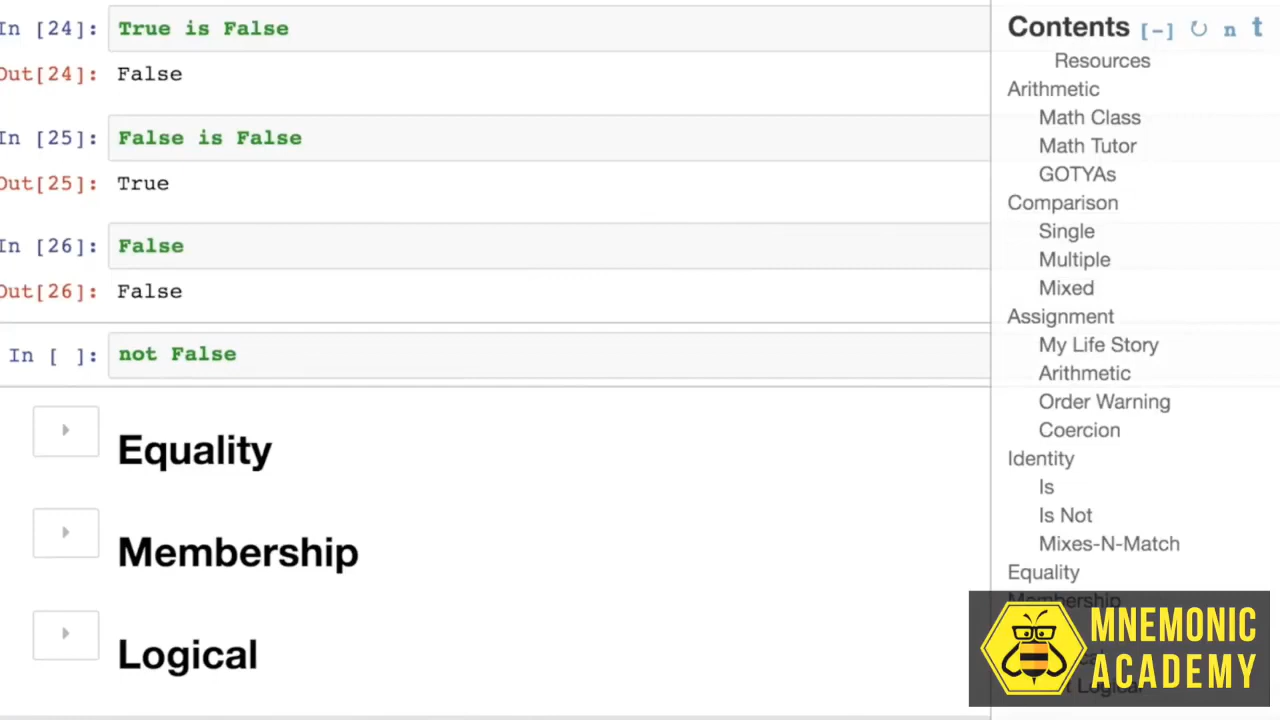 In [24]: True is False
Out[24]: False
In [25]: False is False
Out[25]: True
In [26]: False
Out[26]: False
In [ ]: not False
Equality
Membership
Logical
Contents [-] n t
Resources
Arithmetic
Math Class
Math Tutor
GOTYAs
Comparison
Single
Multiple
Mixed
Assignment
My Life Story
Arithmetic
Order Warning
Coercion
Identity
Is
Is Not
Mixes-N-Match
Equality
Membership
MNEMONIC
ACADEMY